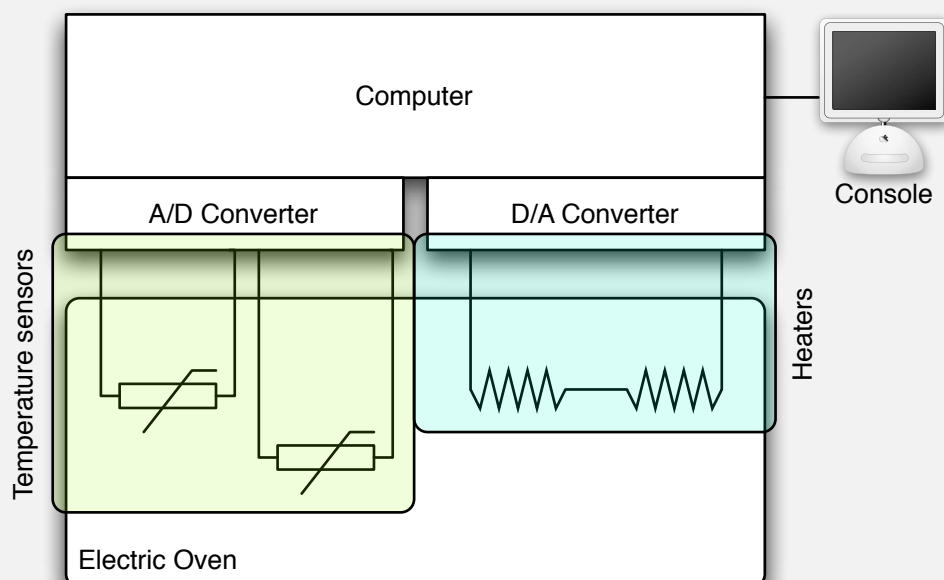 Computer
Console
A/D Converter
D/A Converter
Temperature sensors
Heaters
Electric Oven